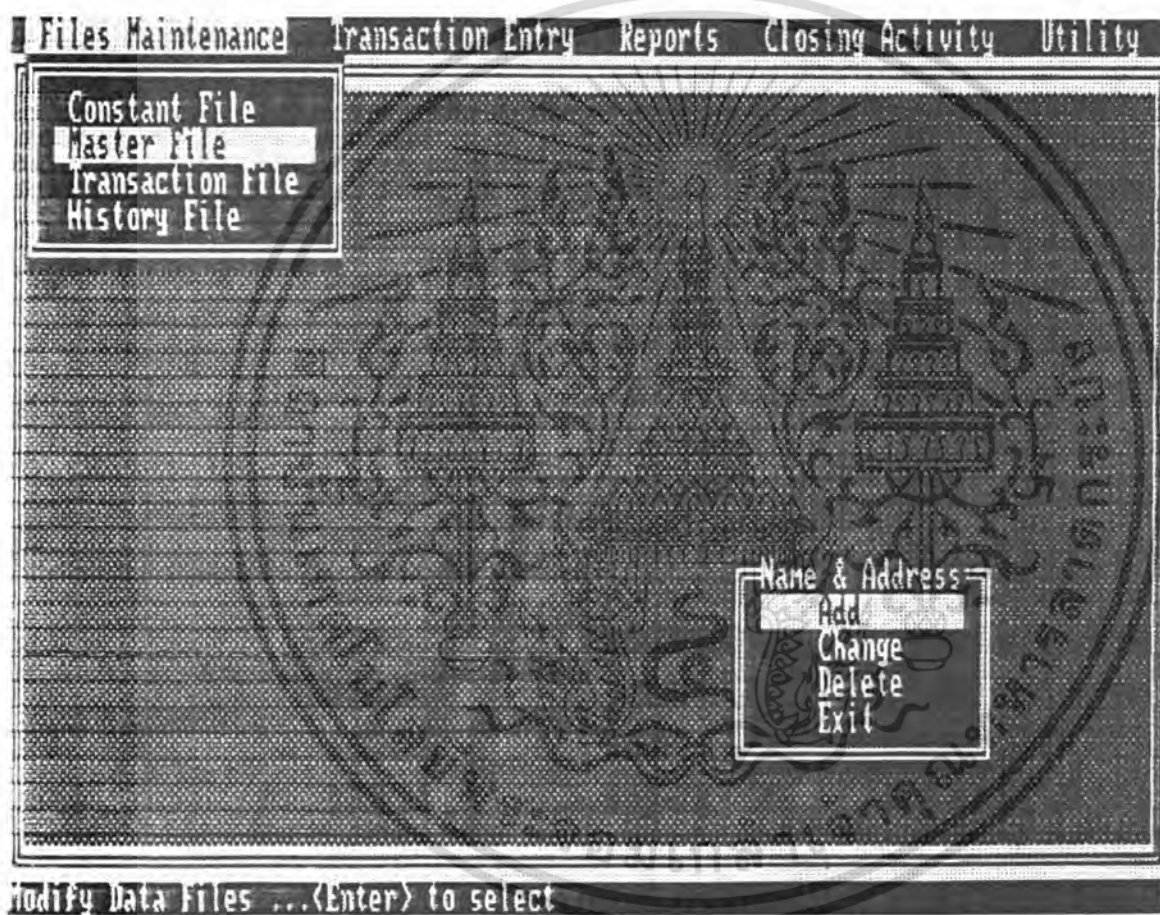 Files Maintenance Transaction Entry Reports Closing Activity Utility
Constant File
Master File
Transaction File
History File
Name & Address
Add
Change
Delete
Exit
Modify Data Files ...<Enter> to select